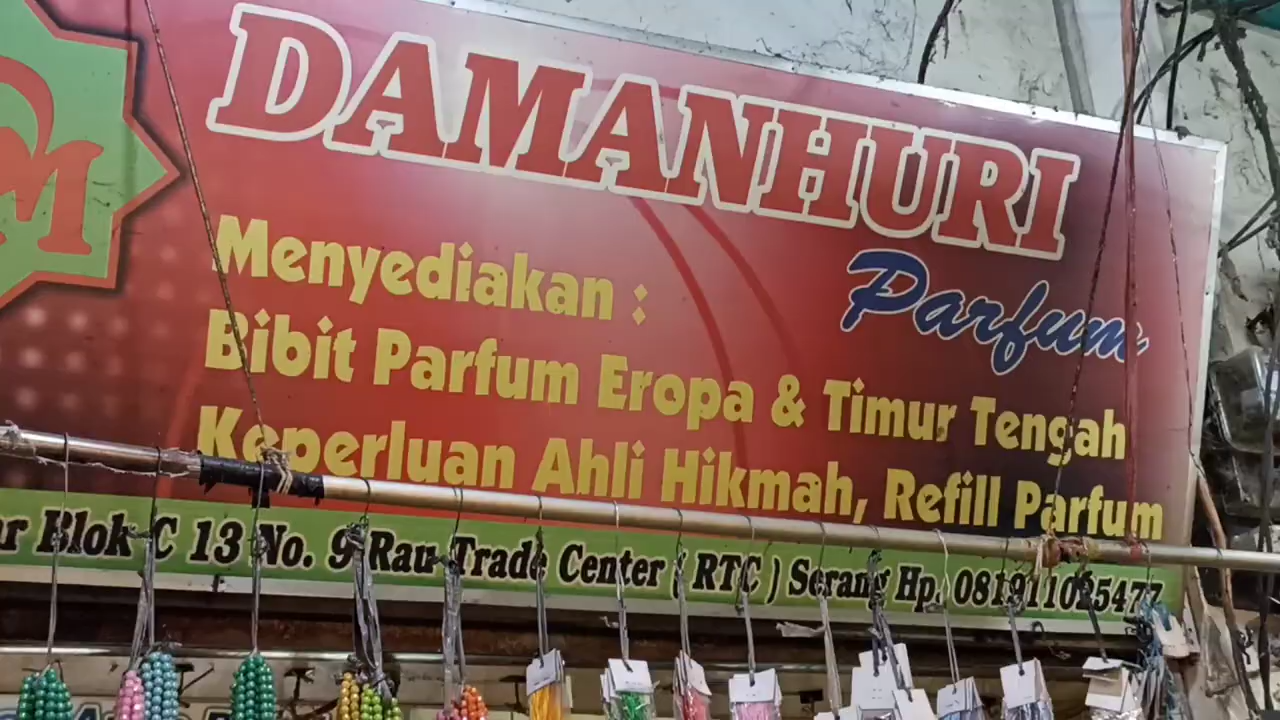 DAMANHURI
Parfum
Menyediakan :
Bibit Parfum Eropa & Timur Tengah
Keperluan Ahli Hikmah, Refill Parfum
Blok C 13 No. 9 Rau Trade Center ( RTC ) Serang Hp.